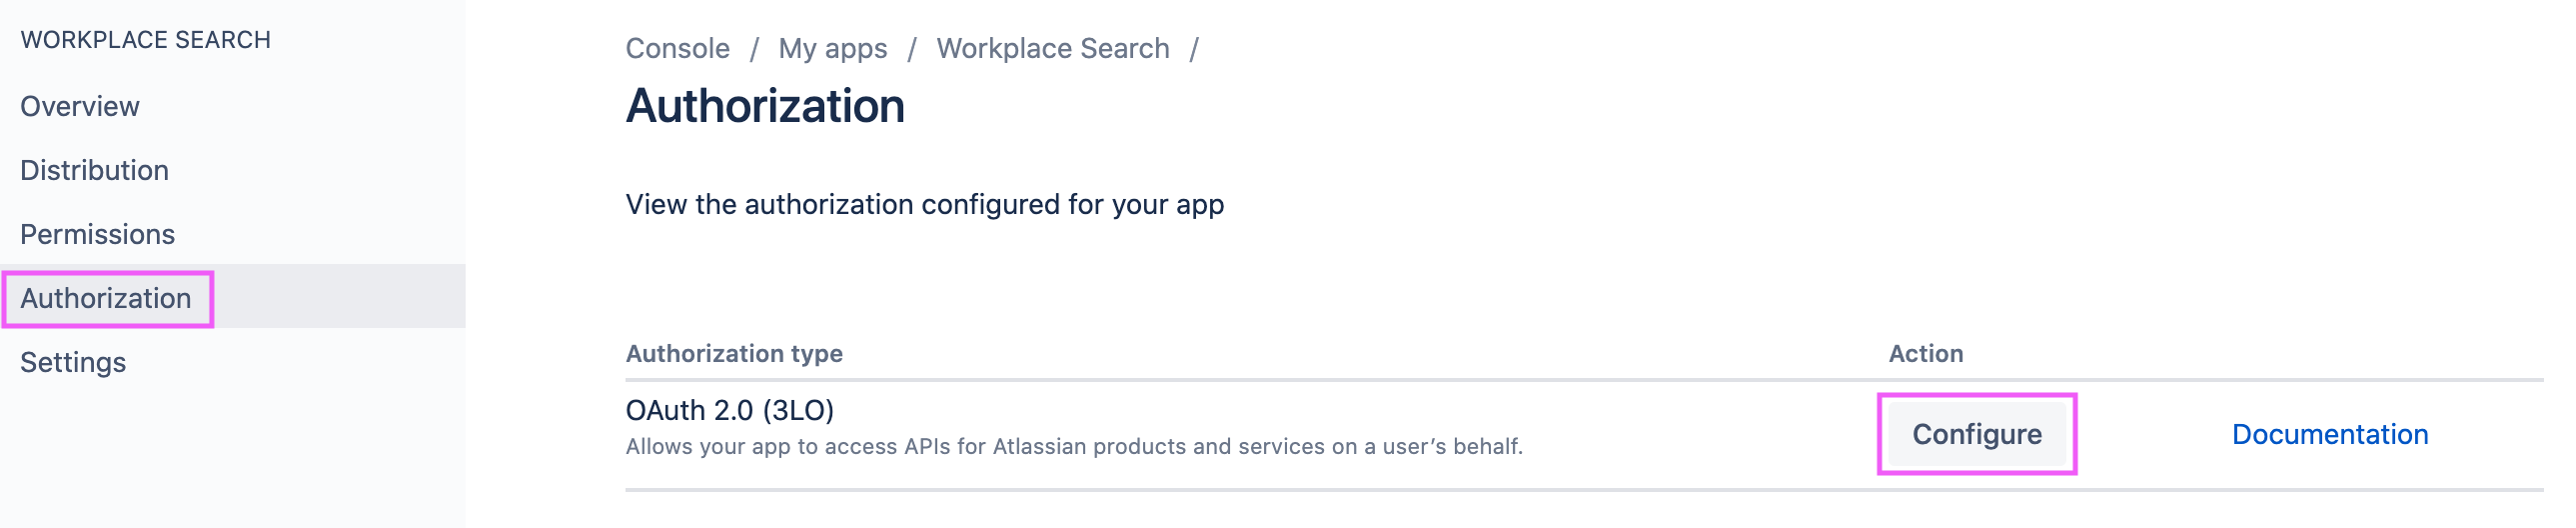 WORKPLACE SEARCH
Overview
Distribution
Permissions
Authorization
Settings
Console / My apps / Workplace Search /
Authorization
View the authorization configured for your app
Authorization type Action
OAuth 2.0 (3LO)
Allows your app to access APIs for Atlassian products and services on a user’s behalf.
Configure Documentation